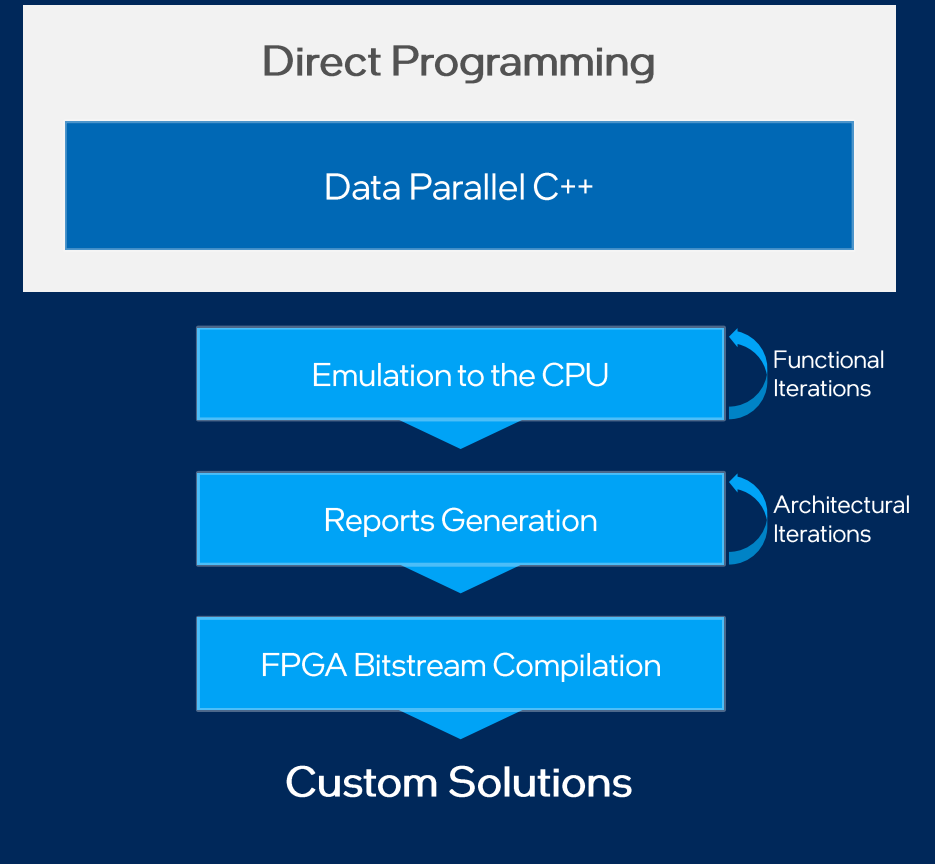 Direct Programming
Data Parallel C++
Emulation to the CPU
Functional
Iterations
Reports Generation
Architectural
Iterations
FPGA Bitstream Compilation
Custom Solutions